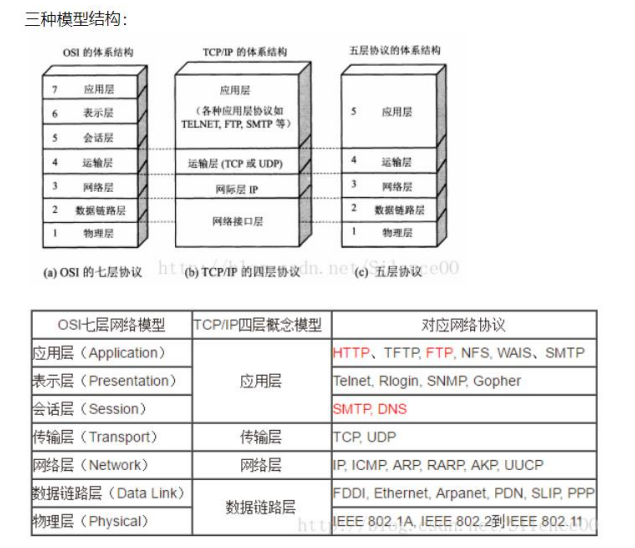 三种模型结构：
OSI 的体系结构
TCP/IP 的体系结构
五层协议的体系结构
7 应用层
6 表示层
5 会话层
4 运输层
3 网络层
2 数据链路层
1 物理层
应用层
(各种应用层协议如
TELNET, FTP, SMTP 等)
运输层 (TCP 或 UDP)
网际层 IP
网络接口层
5 应用层
4 运输层
3 网络层
2 数据链路层
1 物理层
(a) OSI 的七层协议
(b) TCP/IP 的四层协议
(c) 五层协议
OSI七层网络模型 TCP/IP四层概念模型 对应网络协议
应用层（Application） 应用层 HTTP、TFTP, FTP, NFS, WAIS、SMTP
表示层（Presentation） Telnet, Rlogin, SNMP, Gopher
会话层（Session） SMTP, DNS
传输层（Transport） 传输层 TCP, UDP
网络层（Network） 网络层 IP, ICMP, ARP, RARP, AKP, UUCP
数据链路层（Data Link） 数据链路层 FDDI, Ethernet, Arpanet, PDN, SLIP, PPP
物理层（Physical） IEEE 802.1A, IEEE 802.2到IEEE 802.11